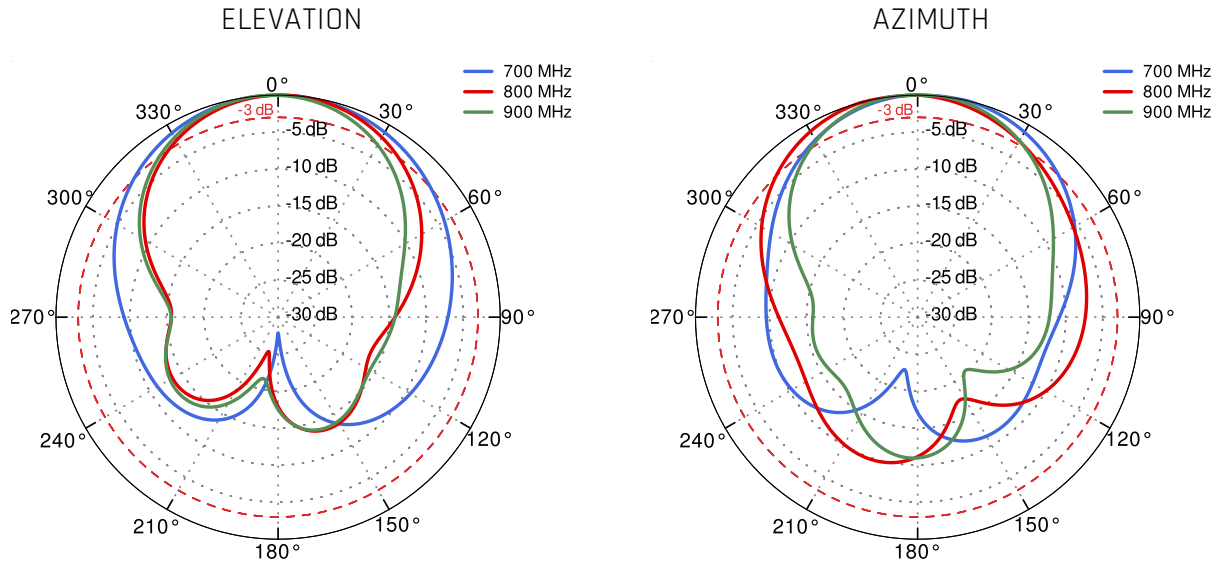 ELEVATION
700 MHz
800 MHz
900 MHz
0°
330°
30°
-3 dB
-5 dB
-10 dB
300°
60°
-15 dB
-20 dB
-25 dB
270°
-30 dB
90°
240°
120°
210°
150°
180°
AZIMUTH
700 MHz
800 MHz
900 MHz
0°
330°
30°
-3 dB
-5 dB
-10 dB
300°
60°
-15 dB
-20 dB
-25 dB
270°
-30 dB
90°
240°
120°
210°
150°
180°